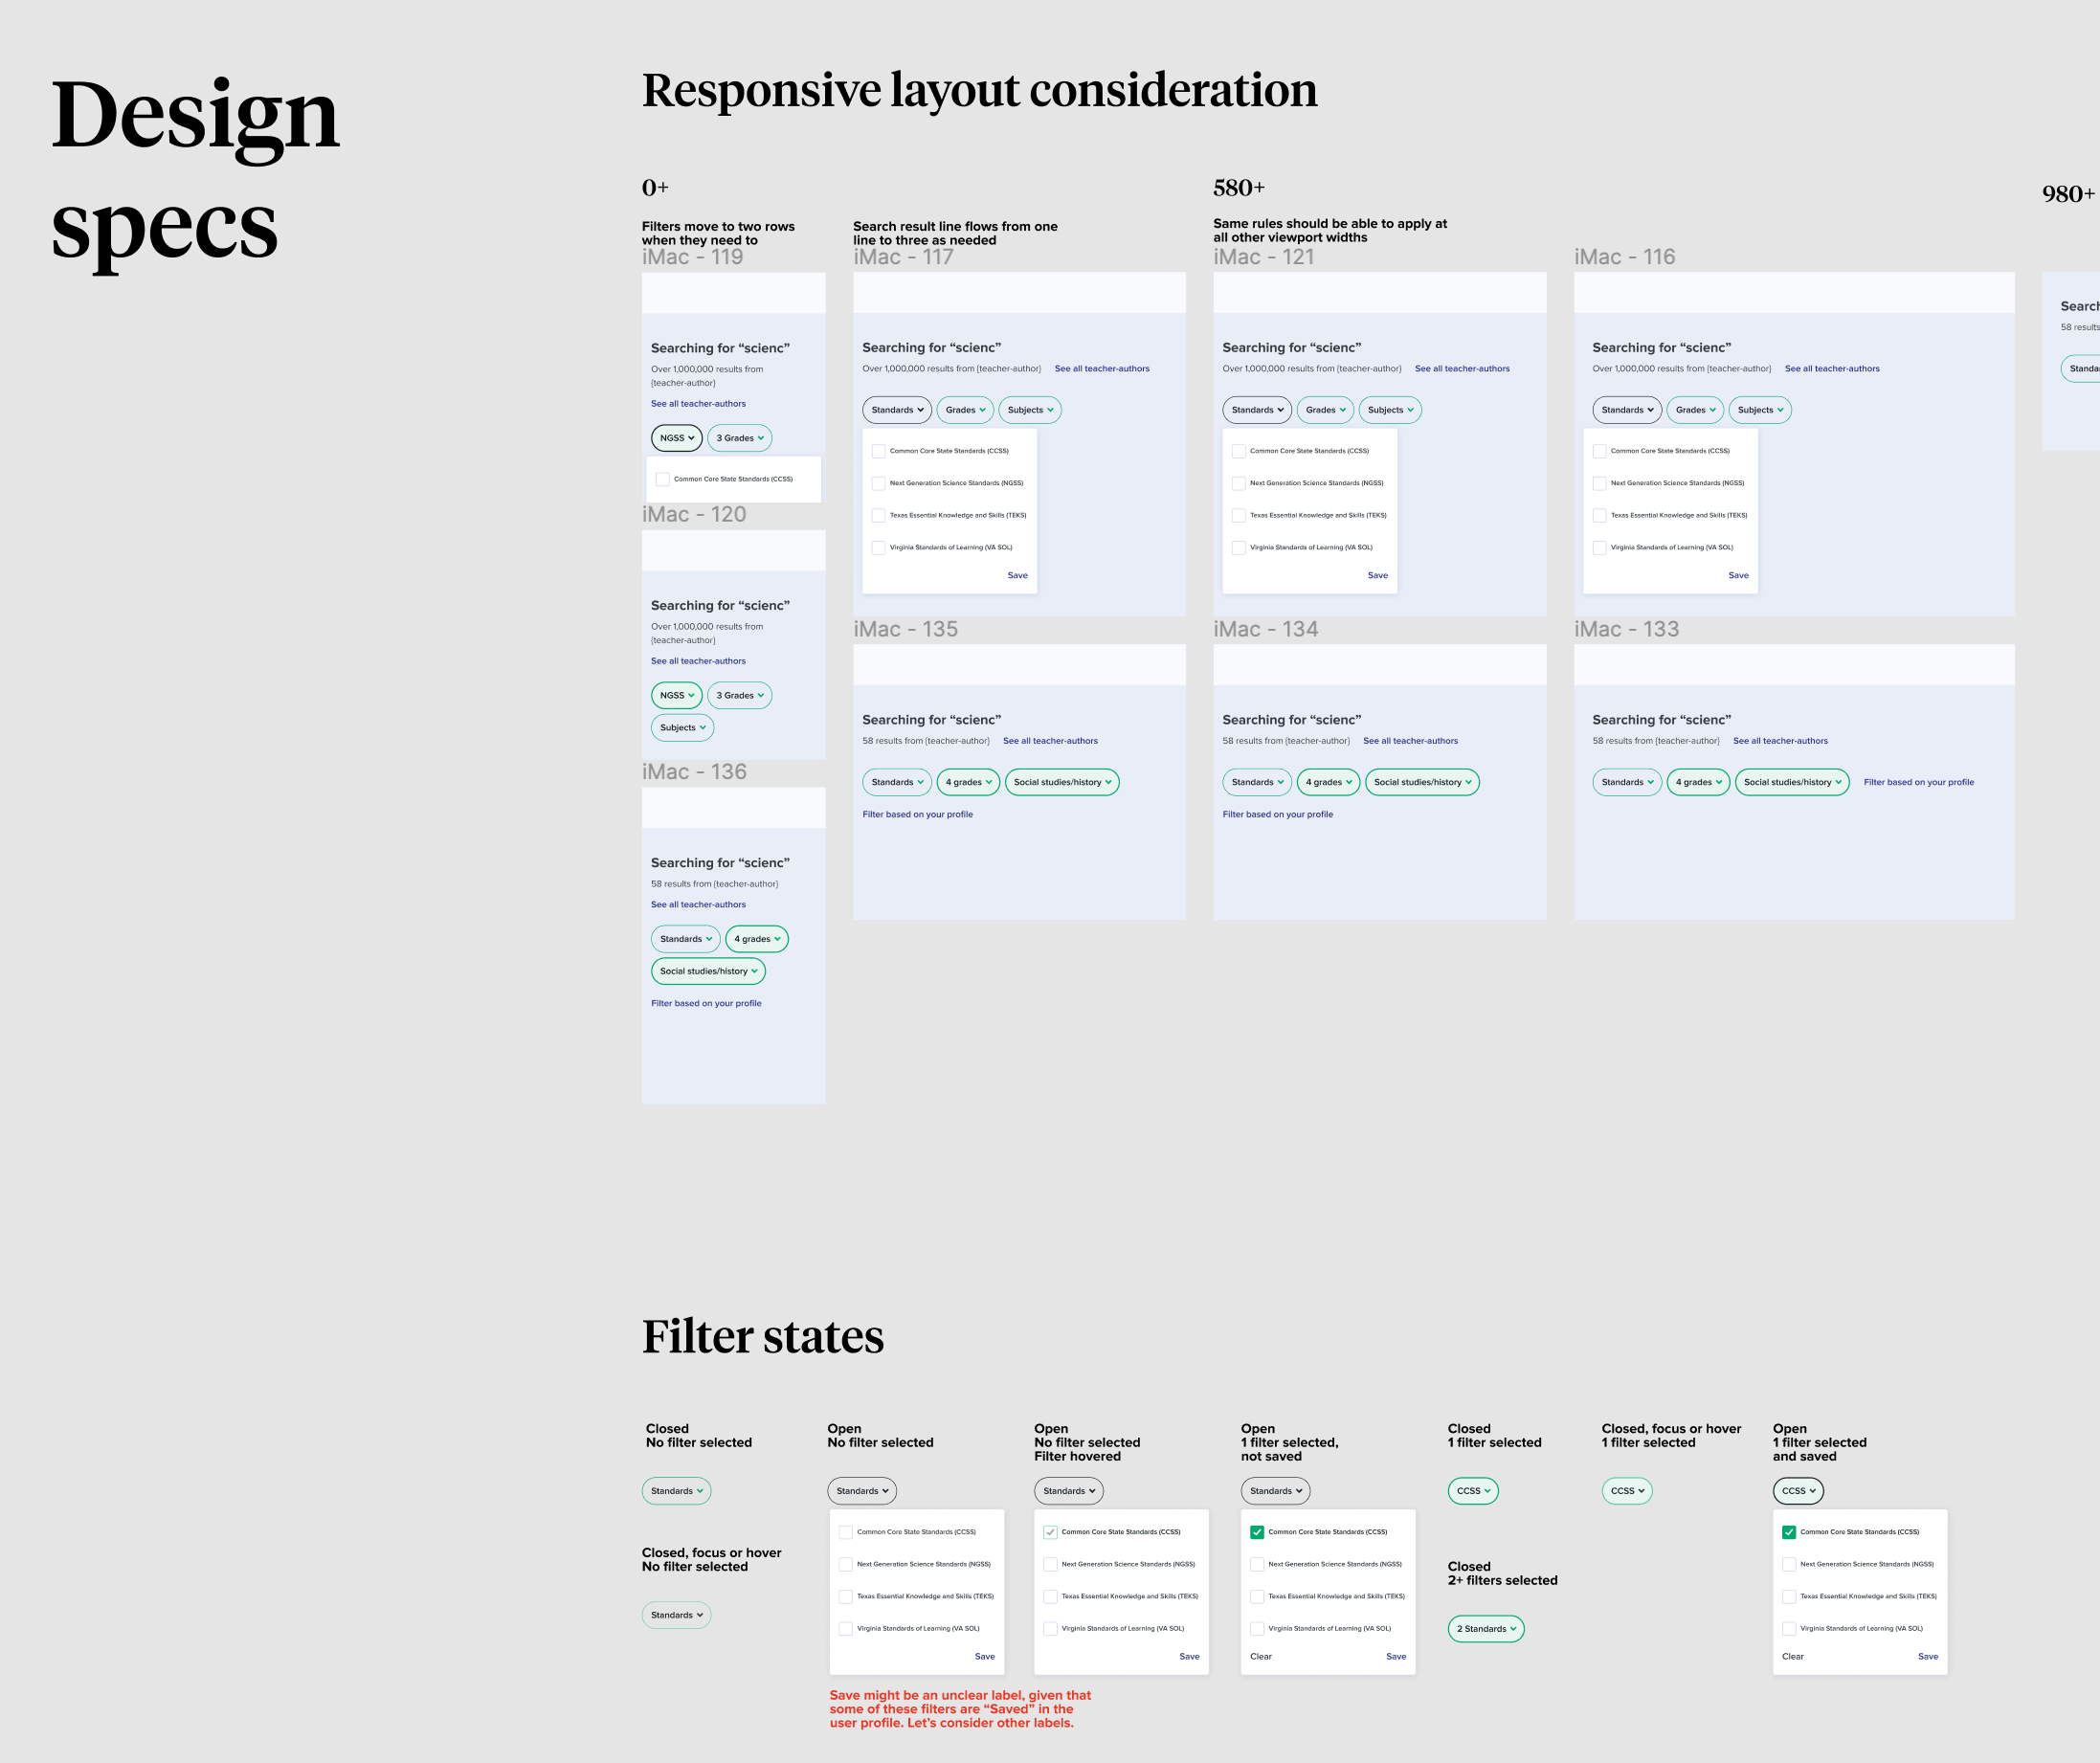 Design
specs
Responsive layout consideration
0+
Filters move to two rows
when they need to
iMac - 119
Searching for “scienc”
Over 1,000,000 results from
{teacher-author}
See all teacher-authors
NGSS
3 Grades
Common Core State Standards (CCSS)
iMac - 120
Searching for “scienc”
Over 1,000,000 results from
{teacher-author}
See all teacher-authors
NGSS
3 Grades
Subjects
iMac - 136
Searching for “scienc”
58 results from {teacher-author}
See all teacher-authors
Standards
4 grades
Social studies/history
Filter based on your profile
Search result line flows from one
line to three as needed
iMac - 117
Searching for “scienc”
Over 1,000,000 results from {teacher-author}
See all teacher-authors
Standards
Grades
Subjects
Common Core State Standards (CCSS)
Next Generation Science Standards (NGSS)
Texas Essential Knowledge and Skills (TEKS)
Virginia Standards of Learning (VA SOL)
Save
iMac - 135
Searching for “scienc”
58 results from {teacher-author}
See all teacher-authors
Standards
4 grades
Social studies/history
Filter based on your profile
580+
Same rules should be able to apply at
all other viewport widths
iMac - 121
Searching for “scienc”
Over 1,000,000 results from {teacher-author}
See all teacher-authors
Standards
Grades
Subjects
Common Core State Standards (CCSS)
Next Generation Science Standards (NGSS)
Texas Essential Knowledge and Skills (TEKS)
Virginia Standards of Learning (VA SOL)
Save
iMac - 134
Searching for “scienc”
58 results from {teacher-author}
See all teacher-authors
Standards
4 grades
Social studies/history
Filter based on your profile
iMac - 116
Searching for “scienc”
Over 1,000,000 results from {teacher-author}
See all teacher-authors
Standards
Grades
Subjects
Common Core State Standards (CCSS)
Next Generation Science Standards (NGSS)
Texas Essential Knowledge and Skills (TEKS)
Virginia Standards of Learning (VA SOL)
Save
iMac - 133
Searching for “scienc”
58 results from {teacher-author}
See all teacher-authors
Standards
4 grades
Social studies/history
Filter based on your profile
980+
58 results
Filter states
Closed
No filter selected
Standards
Closed, focus or hover
No filter selected
Standards
Open
No filter selected
Standards
Common Core State Standards (CCSS)
Next Generation Science Standards (NGSS)
Texas Essential Knowledge and Skills (TEKS)
Virginia Standards of Learning (VA SOL)
Save
Save might be an unclear label, given that
some of these filters are “Saved” in the
user profile. Let’s consider other labels.
Open
No filter selected
Filter hovered
Standards
Common Core State Standards (CCSS)
Next Generation Science Standards (NGSS)
Texas Essential Knowledge and Skills (TEKS)
Virginia Standards of Learning (VA SOL)
Save
Open
1 filter selected,
not saved
Standards
Common Core State Standards (CCSS)
Next Generation Science Standards (NGSS)
Texas Essential Knowledge and Skills (TEKS)
Virginia Standards of Learning (VA SOL)
Clear
Save
Closed
1 filter selected
CCSS
Closed
2+ filters selected
2 Standards
Closed, focus or hover
1 filter selected
CCSS
Open
1 filter selected
and saved
CCSS
Common Core State Standards (CCSS)
Next Generation Science Standards (NGSS)
Texas Essential Knowledge and Skills (TEKS)
Virginia Standards of Learning (VA SOL)
Clear
Save